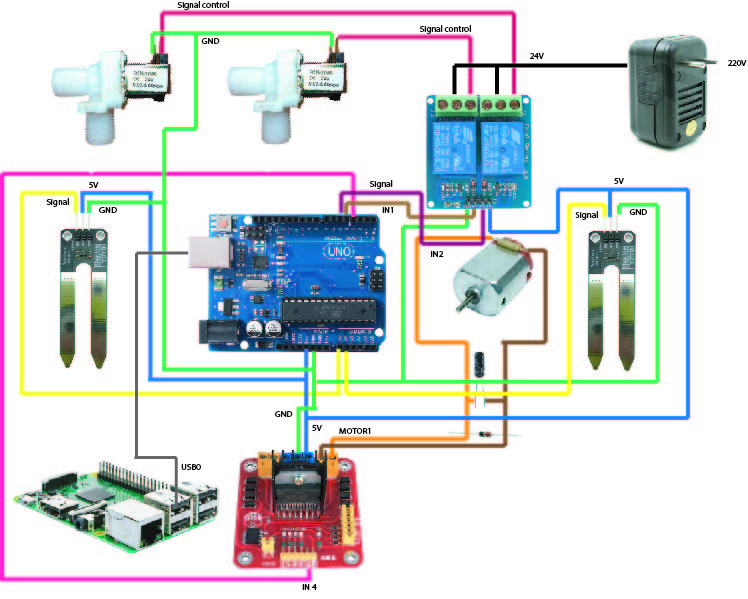 Signal control
Signal control
GND
24V
220V
5V
Signal
GND
Signal
IN1
UNO
IN2
5V
Signal
GND
GND
5V
MOTOR1
USB0
IN 4